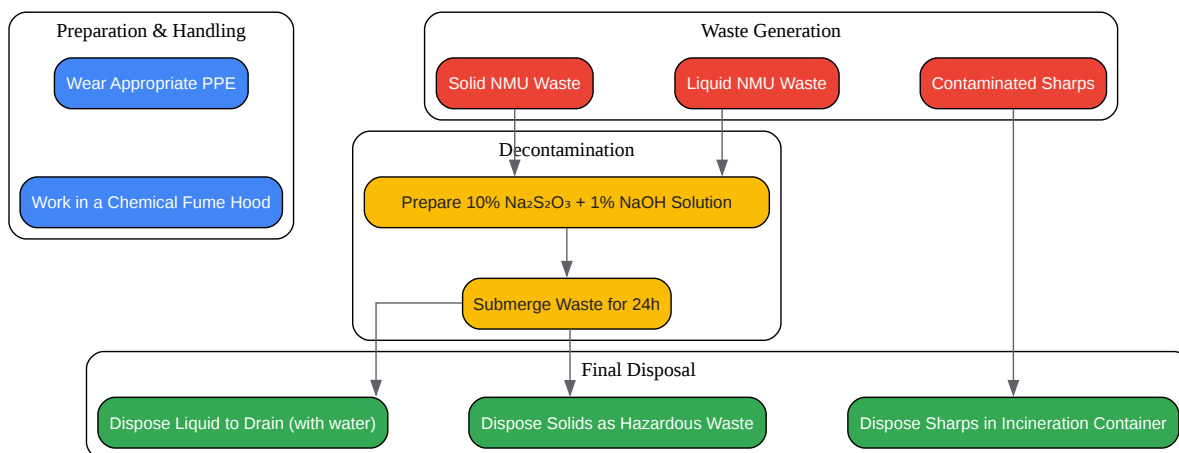 Preparation & Handling
Wear Appropriate PPE
Work in a Chemical Fume Hood
Waste Generation
Solid NMU Waste
Liquid NMU Waste
Contaminated Sharps
Decontamination
Prepare 10% Na₂S₂O₃ + 1% NaOH Solution
Submerge Waste for 24h
Final Disposal
Dispose Liquid to Drain (with water)
Dispose Solids as Hazardous Waste
Dispose Sharps in Incineration Container